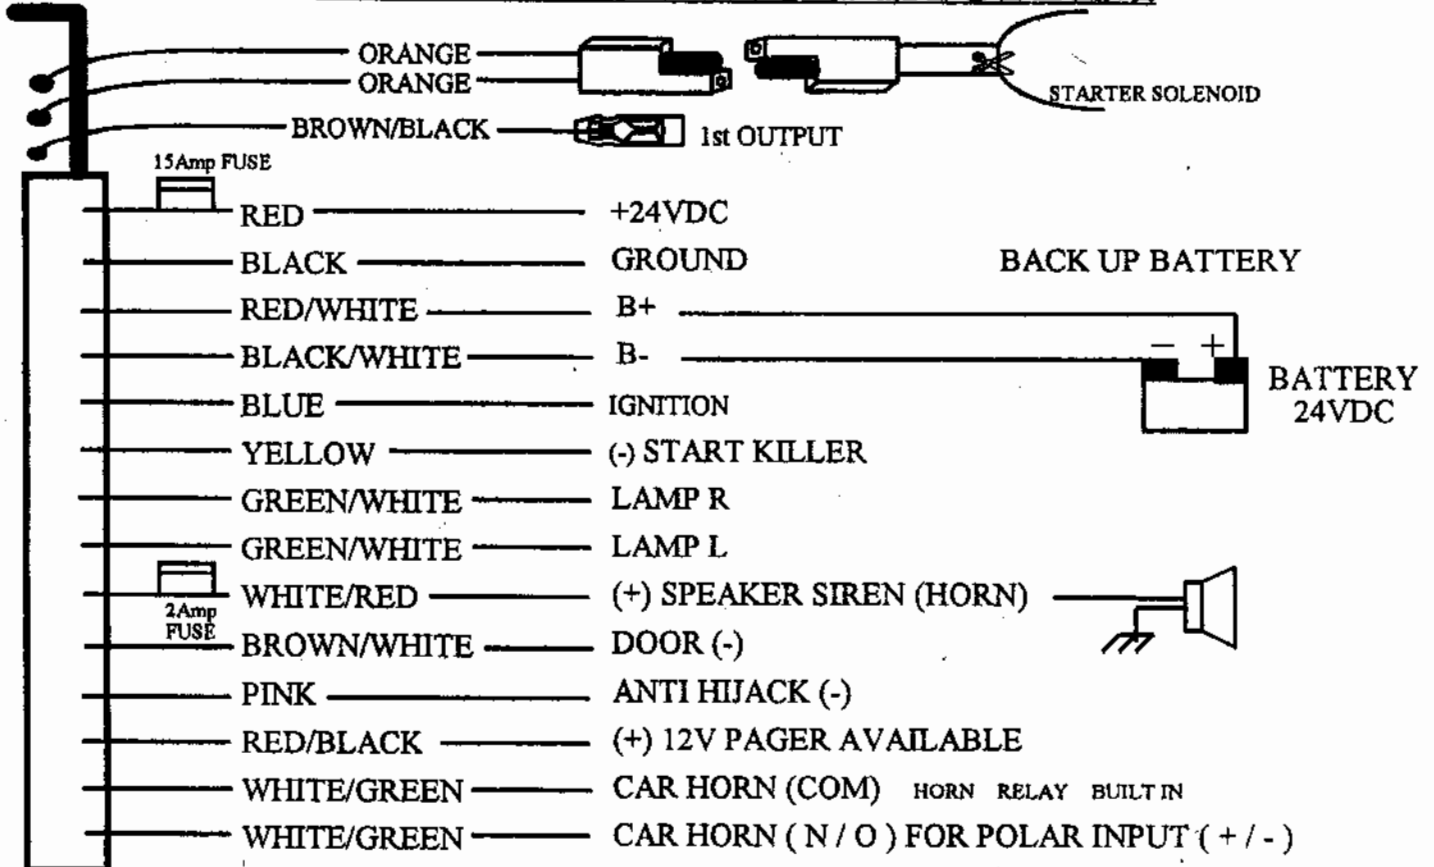 ORANGE
ORANGE
STARTER SOLENOID
BROWN/BLACK 1st OUTPUT
15Amp FUSE
RED +24VDC
BLACK GROUND BACK UP BATTERY
RED/WHITE B+
BLACK/WHITE B- − +
BATTERY
24VDC
BLUE IGNITION
YELLOW (-) START KILLER
GREEN/WHITE LAMP R
GREEN/WHITE LAMP L
WHITE/RED (+) SPEAKER SIREN (HORN)
2Amp
FUSE
BROWN/WHITE DOOR (-)
PINK ANTI HIJACK (-)
RED/BLACK (+) 12V PAGER AVAILABLE
WHITE/GREEN CAR HORN (COM) HORN RELAY BUILT IN
WHITE/GREEN CAR HORN ( N / O ) FOR POLAR INPUT ( + / - )